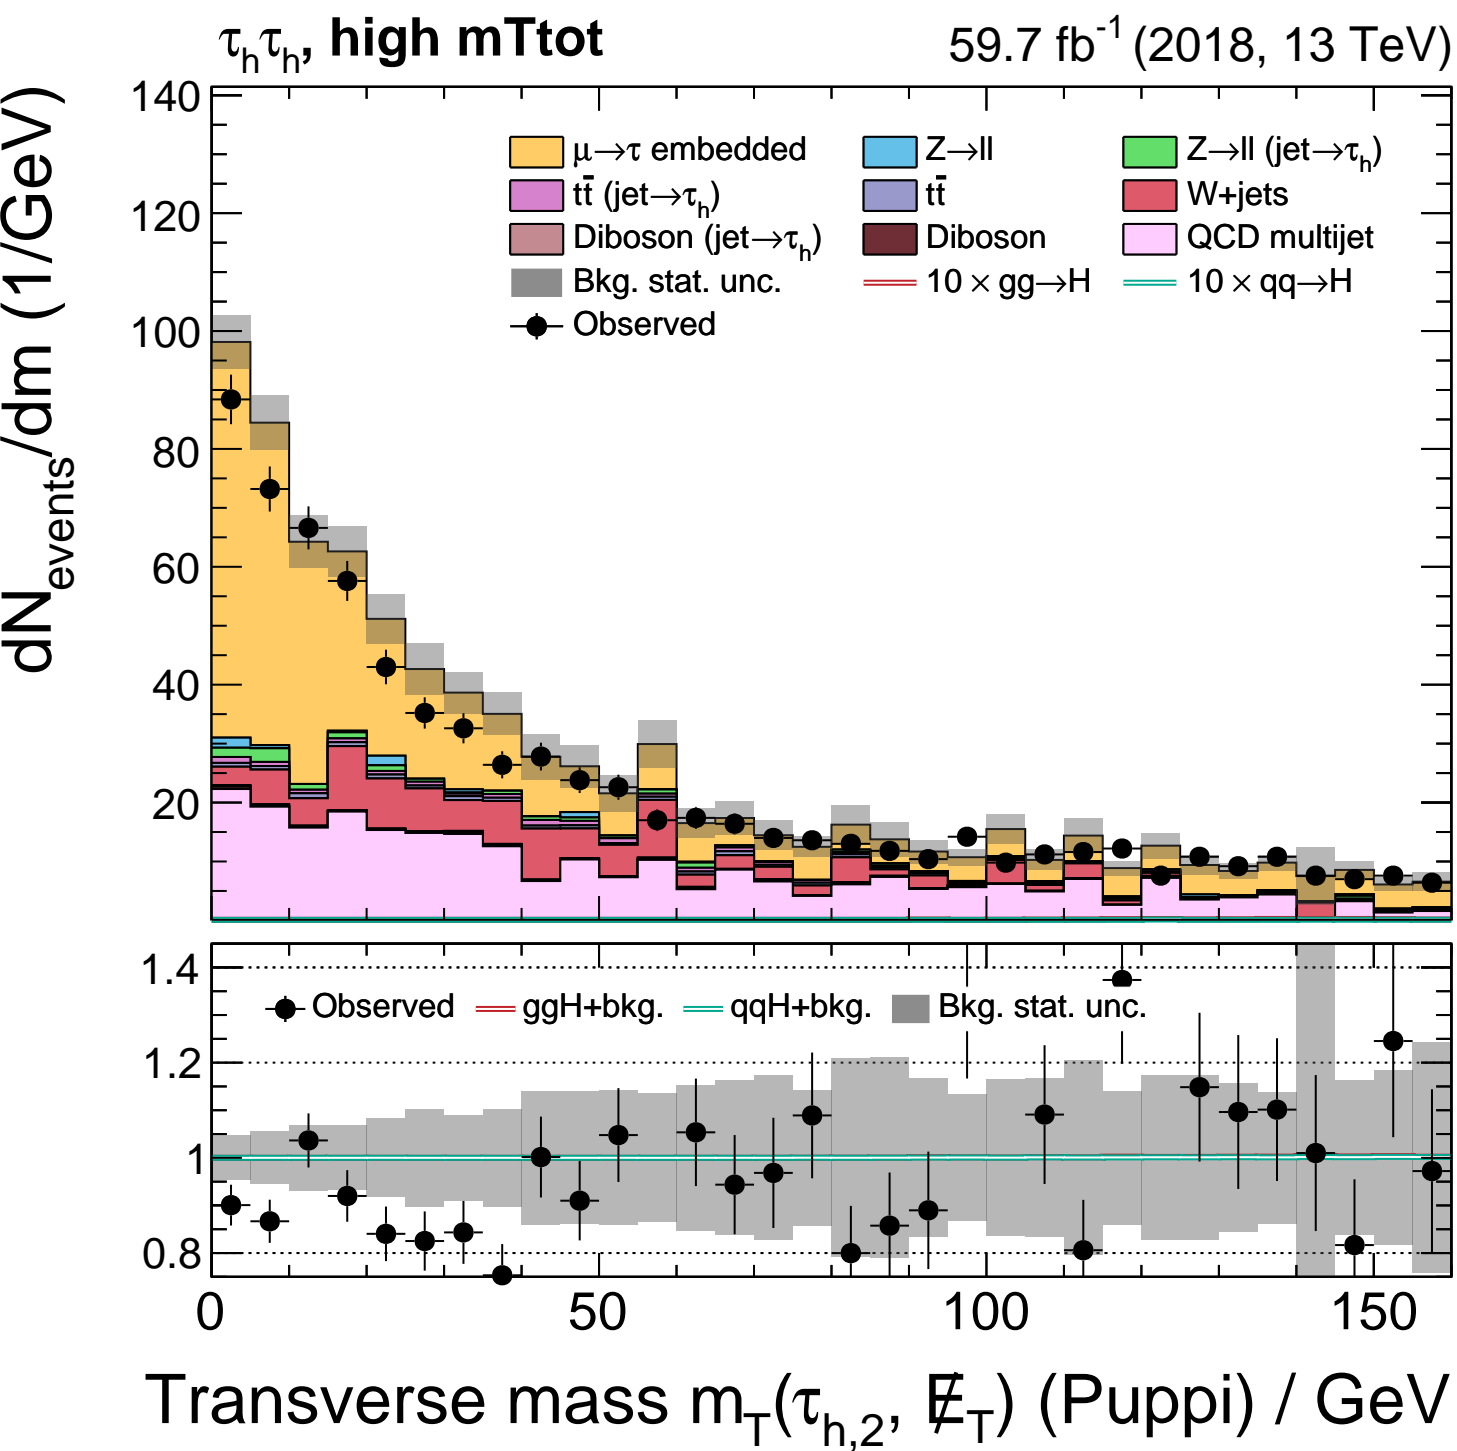 τhτh, high mTtot 59.7 fb-1 (2018, 13 TeV)
dNevents/dm (1/GeV)
140
120
100
80
60
40
20
μ→τ embedded Z→ll Z→ll (jet→τh)
tt̄ (jet→τh) tt̄ W+jets
Diboson (jet→τh) Diboson QCD multijet
Bkg. stat. unc. 10 × gg→H 10 × qq→H
Observed
1.4
1.2
1
0.8
Observed ggH+bkg. qqH+bkg. Bkg. stat. unc.
0 50 100 150
Transverse mass mT(τh,2, E̸T) (Puppi) / GeV